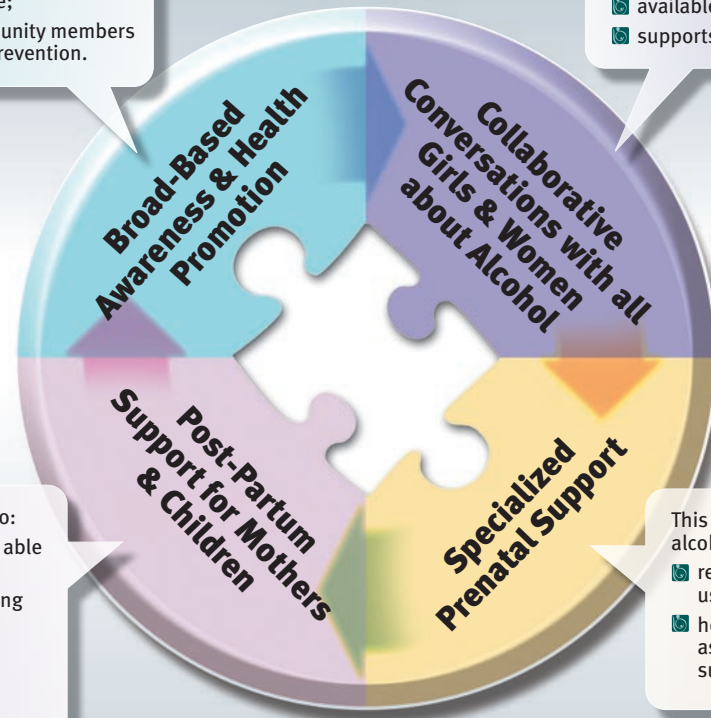 unity members
revention.
available
supports
Broad-Based
Awareness & Health
Promotion
Collaborative
Conversations with all
Girls & Women
about Alcohol
Post-Partum
Support for Mothers
& Children
Specialized
Prenatal Support
o:
able
ng
This
alcoh
re
us
he
as
su